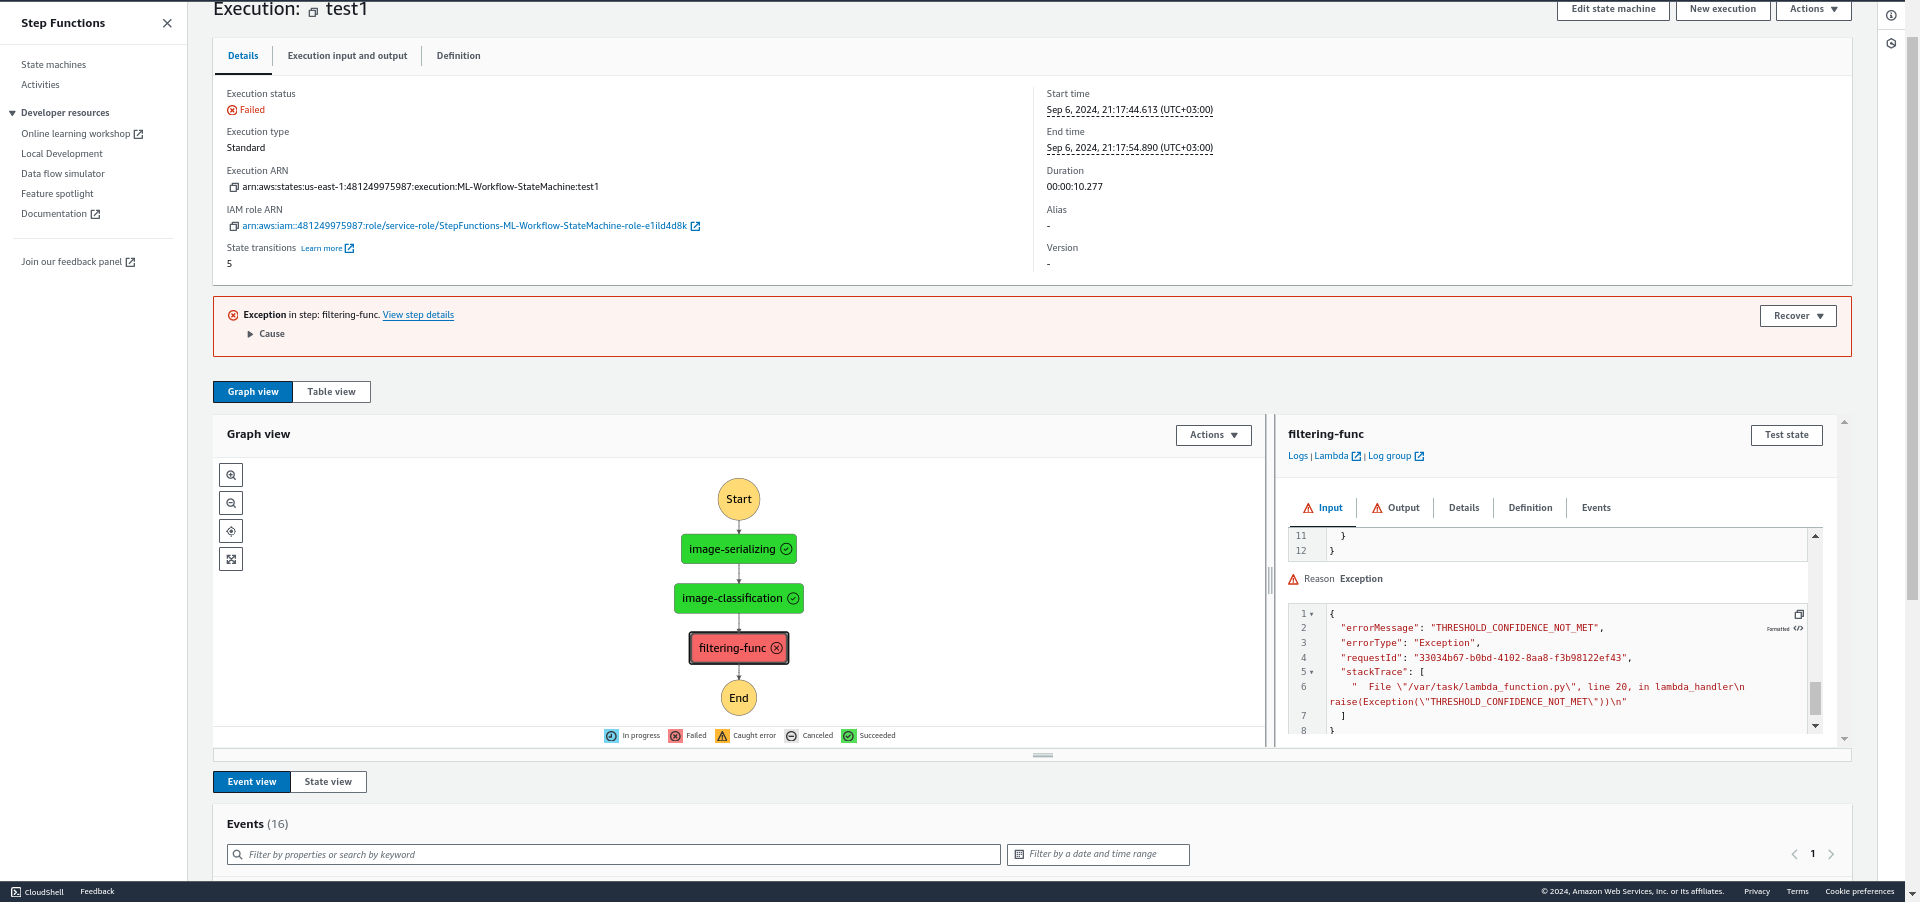 Step Functions
State machines
Activities
Developer resources
Online learning workshop
Local Development
Data flow simulator
Feature spotlight
Documentation
Join our feedback panel
Execution: test1
Edit state machine
New execution
Actions
Details
Execution input and output
Definition
Execution status
Failed
Execution type
Standard
Execution ARN
arn:aws:states:us-east-1:481249975987:execution:ML-Workflow-StateMachine:test1
IAM role ARN
arn:aws:iam::481249975987:role/service-role/StepFunctions-ML-Workflow-StateMachine-role-e1ild4d8k
State transitions Learn more
5
Start time
Sep 6, 2024, 21:17:44.613 (UTC+03:00)
End time
Sep 6, 2024, 21:17:54.890 (UTC+03:00)
Duration
00:00:10.277
Alias
-
Version
-
Exception in step: filtering-func. View step details
Cause
Recover
Graph view
Table view
Graph view
Actions
Start
image-serializing
image-classification
filtering-func
End
In progress
Failed
Caught error
Canceled
Succeeded
filtering-func
Test state
Logs | Lambda | Log group
Input
Output
Details
Definition
Events
11 }
12 }
Reason Exception
1 {
2 "errorMessage": "THRESHOLD_CONFIDENCE_NOT_MET",
3 "errorType": "Exception",
4 "requestId": "33034b67-b0bd-4102-8aa8-f3b98122ef43",
5 "stackTrace": [
6 "  File \"/var/task/lambda_function.py\", line 20, in lambda_handler\n
raise(Exception(\"THRESHOLD_CONFIDENCE_NOT_MET\"))\n"
7 ]
8 }
Formatted </>
Event view
State view
Events (16)
Filter by properties or search by keyword
Filter by a date and time range
1
CloudShell
Feedback
© 2024, Amazon Web Services, Inc. or its affiliates.
Privacy
Terms
Cookie preferences